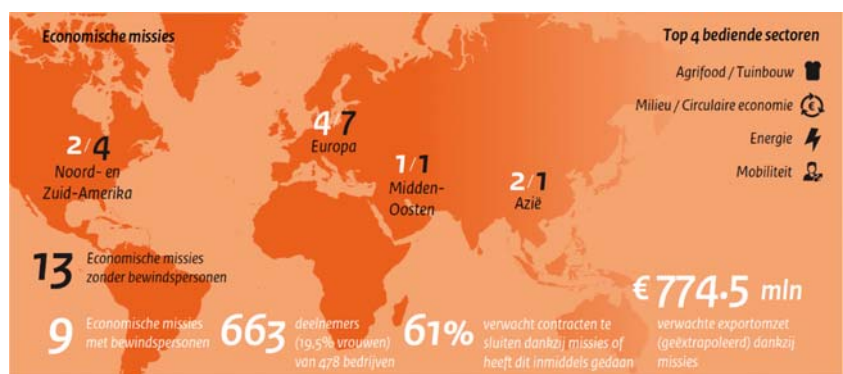 Economische missies
Top 4 bediende sectoren
Agrifood / Tuinbouw
Milieu / Circulaire economie
Energie
Mobiliteit
2/4
Noord- en
Zuid-Amerika
4/7
Europa
1/1
Midden-
Oosten
2/1
Azië
13
Economische missies
zonder bewindspersonen
9
Economische missies
met bewindspersonen
663
deelnemers
(19,5% vrouwen)
van 478 bedrijven
61%
verwacht contracten te
sluiten dankzij missies of
heeft dit inmiddels gedaan
€ 774.5 mln
verwachte exportomzet
(geëxtrapoleerd) dankzij
missies